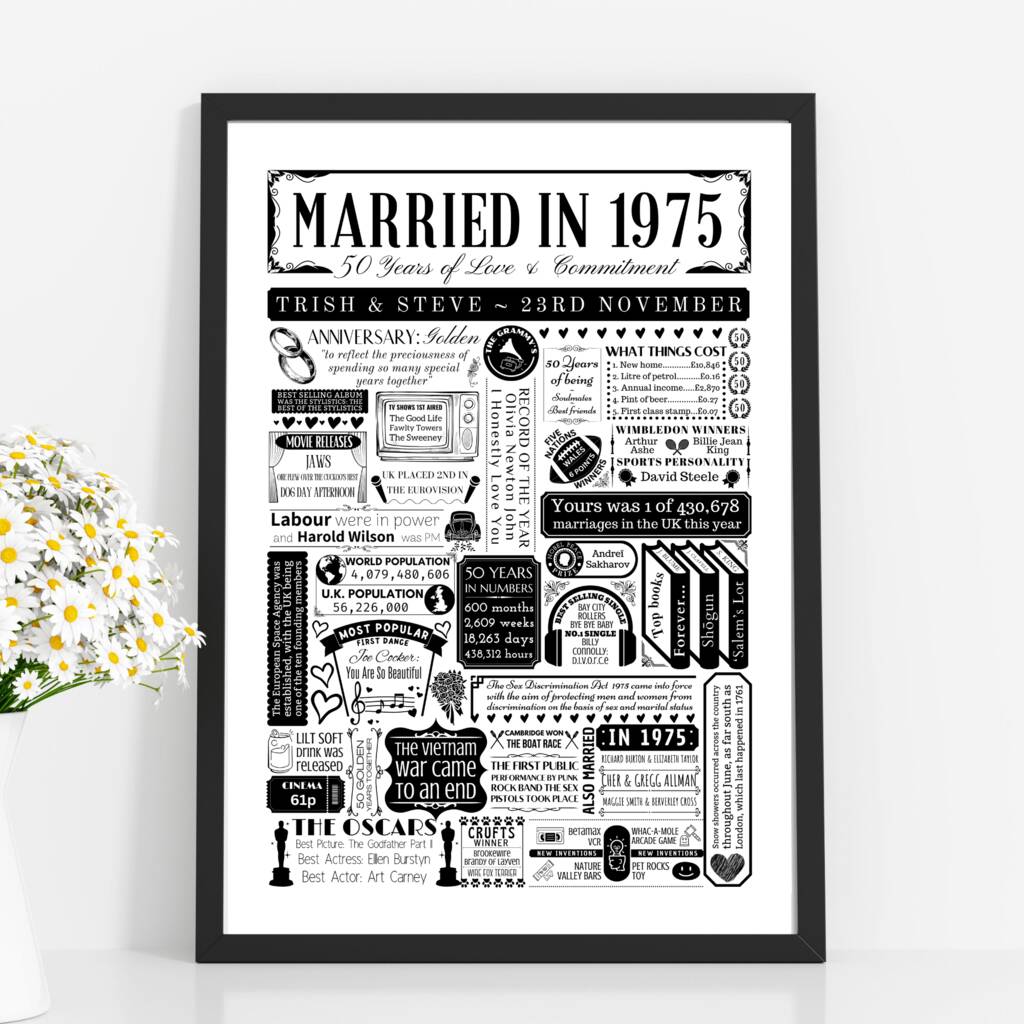 MARRIED IN 1975
50 Years of Love & Commitment
TRISH & STEVE ~ 23RD NOVEMBER
ANNIVERSARY: Golden
"to reflect the preciousness of
spending so many special
years together"
THE GRAMMY'S
50 Years
of being
Soulmates
Best friends
WHAT THINGS COST
1. New home............£10,846
2. Litre of petrol.......£0.16
3. Annual income.....£2,870
4. Pint of beer...........£0.27
5. First class stamp...£0.07
50
50
50
50
BEST SELLING ALBUM
WAS THE STYLISTICS: THE
BEST OF THE STYLISTICS
TV SHOWS 1ST AIRED
The Good Life
Fawlty Towers
The Sweeney
RECORD OF THE YEAR
Olivia Newton John
I Honestly Love You
MOVIE RELEASES
JAWS
ONE FLEW OVER THE CUCKOO'S NEST
DOG DAY AFTERNOON
UK PLACED 2ND IN
THE EUROVISION
FIVE
NATIONS
WALES
6 POINTS
WINNERS
WIMBLEDON WINNERS
Arthur
Ashe
Billie Jean
King
SPORTS PERSONALITY
David Steele
Labour were in power
and Harold Wilson was PM
Yours was 1 of 430,678
marriages in the UK this year
The European Space Agency was
established, with the UK being
one of the ten founding members
WORLD POPULATION
4,079,480,606
U.K. POPULATION
56,226,000
50 YEARS
IN NUMBERS
600 months
2,609 weeks
18,263 days
438,312 hours
NOBEL PEACE
PRIZE
Andreï
Sakharov
BEST SELLING SINGLE
BAY CITY
ROLLERS
BYE BYE BABY
NO.1 SINGLE
BILLY
CONNOLLY:
D.I.V.O.R.C.E
Top books
Forever...
Shōgun
'Salem's Lot
MOST POPULAR
FIRST DANCE
Joe Cocker:
You Are So Beautiful
The Sex Discrimination Act 1975 came into force
with the aim of protecting men and women from
discrimination on the basis of sex and marital status
Snow showers occurred across the country
throughout June, as far south as
London, which last happened in 1761
LILT SOFT
DRINK WAS
RELEASED
CINEMA
61p
50 GOLDEN
YEARS TOGETHER
THE VIETNAM
WAR CAME
TO AN END
CAMBRIDGE WON
THE BOAT RACE
THE FIRST PUBLIC
PERFORMANCE BY PUNK
ROCK BAND THE SEX
PISTOLS TOOK PLACE
ALSO MARRIED
:IN 1975:
RICHARD BURTON & ELIZABETH TAYLOR
CHER & GREGG ALLMAN
MAGGIE SMITH & BERVERLEY CROSS
THE OSCARS
Best Picture: The Godfather Part II
Best Actress: Ellen Burstyn
Best Actor: Art Carney
CRUFTS
WINNER
BROOKEWIRE
BRANDY OF LAYVEN
WIRE FOX TERRIER
BETAMAX
VCR
WHAC-A-MOLE
ARCADE GAME
NEW INVENTIONS
NEW INVENTIONS
NATURE
VALLEY BARS
PET ROCKS
TOY